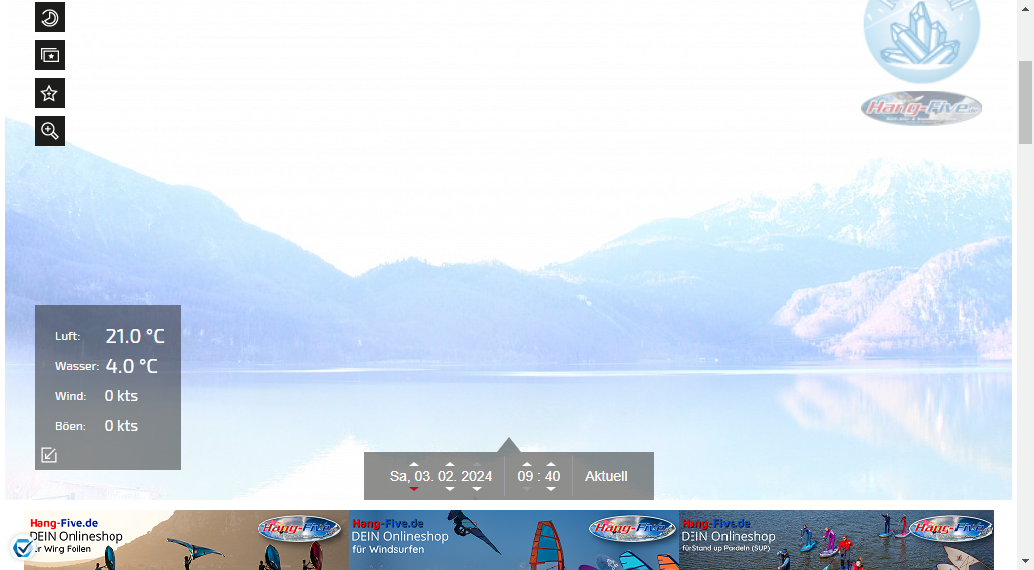 Hang-Five
Luft: 21.0 °C
Wasser: 4.0 °C
Wind: 0 kts
Böen: 0 kts
Sa, 03. 02. 2024 09 : 40 Aktuell
Hang-Five.de
DEIN Onlineshop
für Wing Foilen
Hang-Five
Hang-Five.de
DEIN Onlineshop
für Windsurfen
Hang-Five
Hang-Five.de
DEIN Onlineshop
für Stand up Paddeln (SUP)
Hang-Five